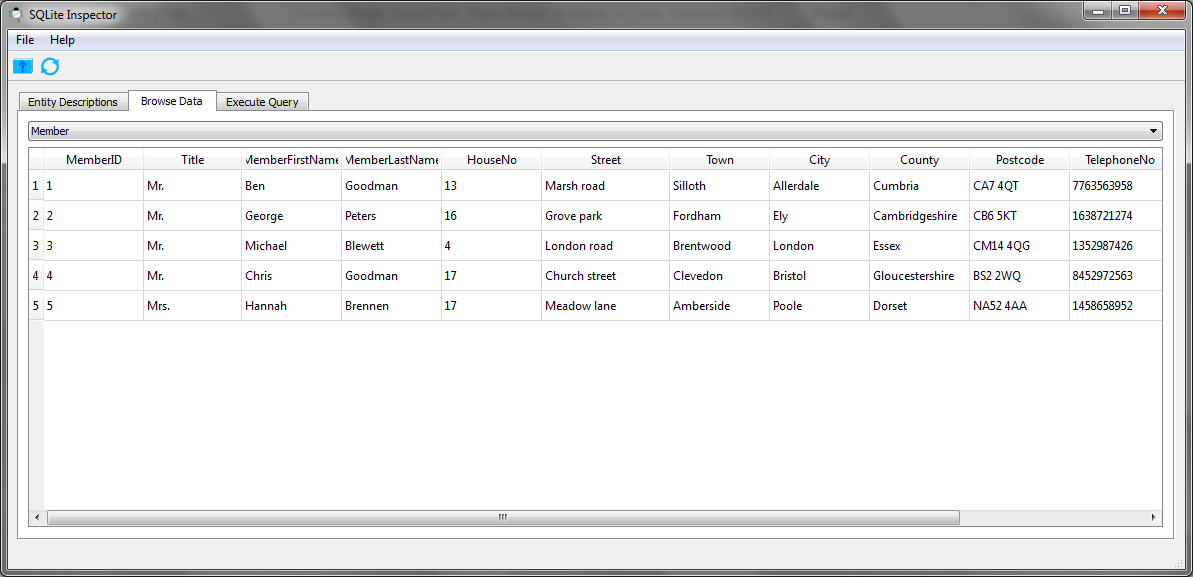 SQLite Inspector
File Help
Entity Descriptions Browse Data Execute Query
Member
MemberID Title MemberFirstName MemberLastName HouseNo Street Town City County Postcode TelephoneNo
1 1 Mr. Ben Goodman 13 Marsh road Silloth Allerdale Cumbria CA7 4QT 7763563958
2 2 Mr. George Peters 16 Grove park Fordham Ely Cambridgeshire CB6 5KT 1638721274
3 3 Mr. Michael Blewett 4 London road Brentwood London Essex CM14 4QG 1352987426
4 4 Mr. Chris Goodman 17 Church street Clevedon Bristol Gloucestershire BS2 2WQ 8452972563
5 5 Mrs. Hannah Brennen 17 Meadow lane Amberside Poole Dorset NA52 4AA 1458658952